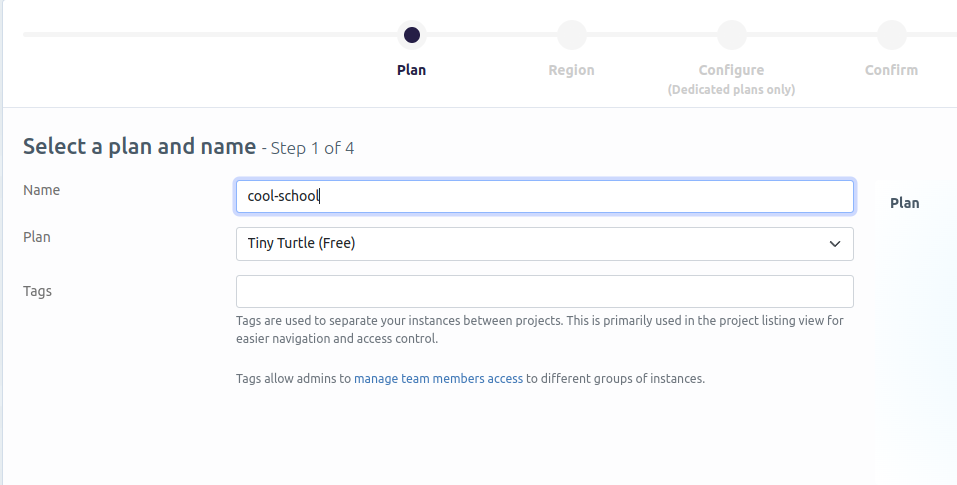 Plan
Region
Configure
(Dedicated plans only)
Confirm
Select a plan and name - Step 1 of 4
Name
cool-school
Plan
Plan
Tiny Turtle (Free)
Tags
Tags are used to separate your instances between projects. This is primarily used in the project listing view for
easier navigation and access control.
Tags allow admins to manage team members access to different groups of instances.